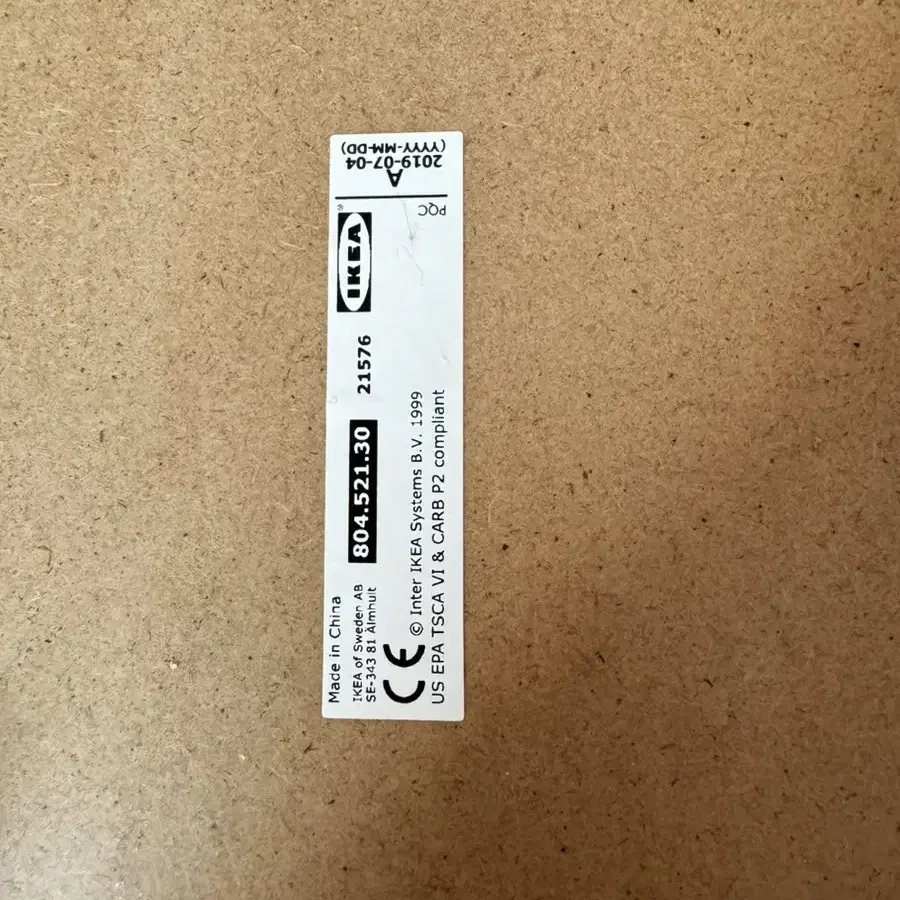 Made in China
IKEA of Sweden AB
SE-343 81 Älmhult
804.521.30
21576
IKEA®
© Inter IKEA Systems B.V. 1999
US EPA TSCA VI & CARB P2 compliant
CE
PQC
A
2019-07-04
(YYYY-MM-DD)